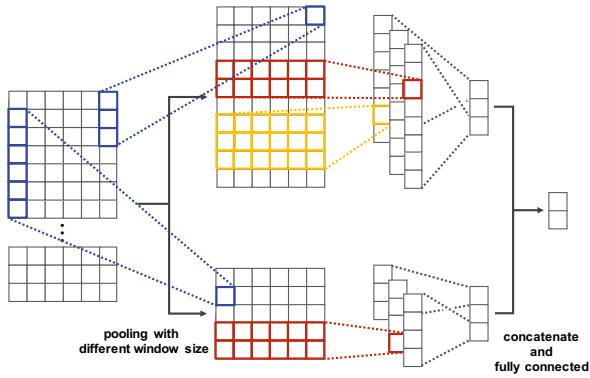 pooling with
different window size
concatenate
and
fully connected